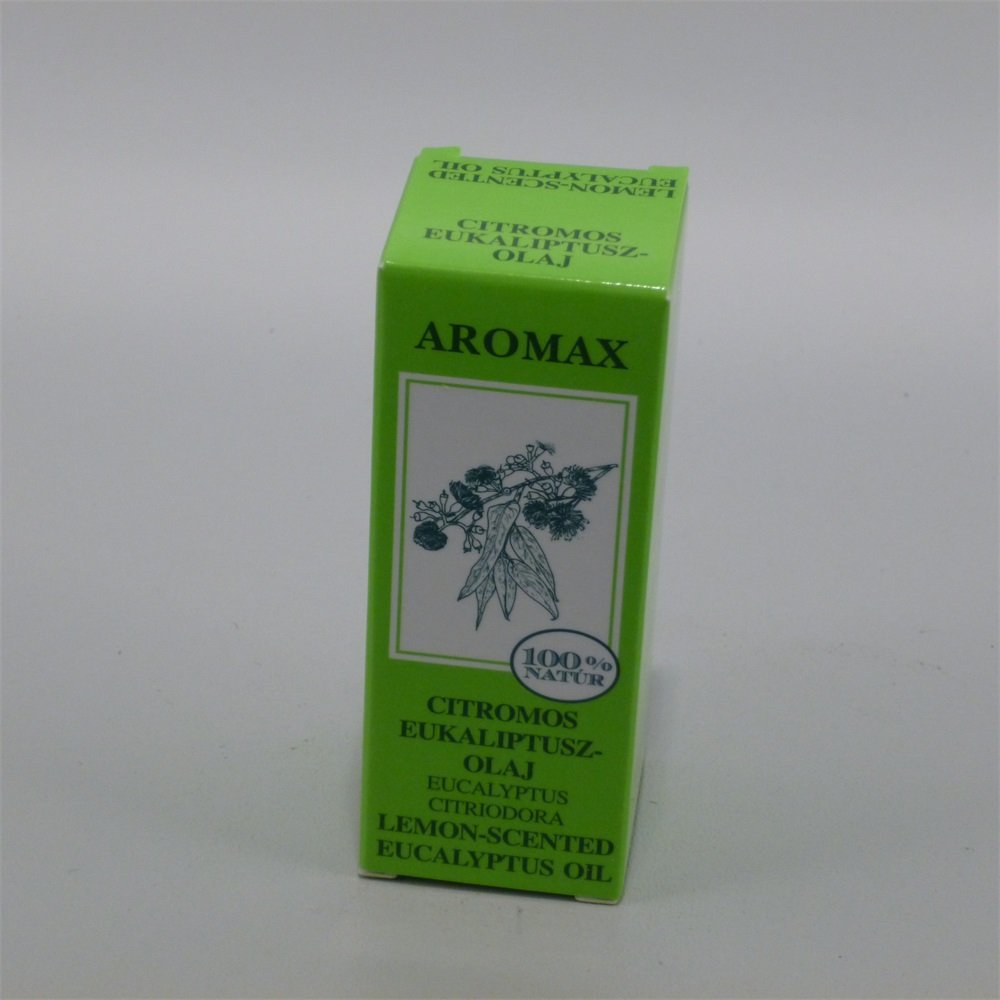 LEMON-SCENTED
EUCALYPTUS OIL
CITROMOS
EUKALIPTUSZ-
OLAJ
AROMAX
100%
NATÚR
CITROMOS
EUKALIPTUSZ-
OLAJ
EUCALYPTUS
CITRIODORA
LEMON-SCENTED
EUCALYPTUS OIL